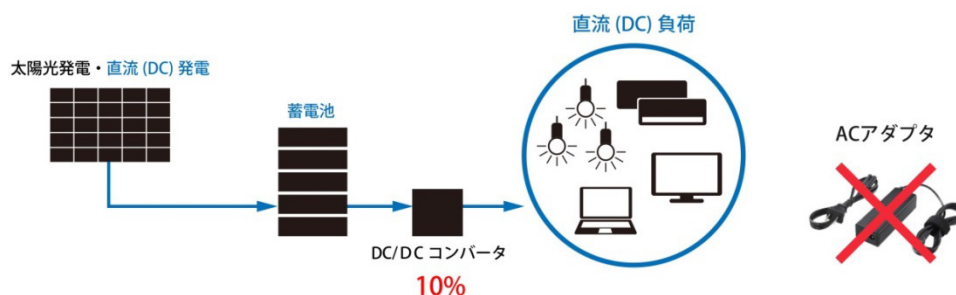 直流 (DC) 負荷
太陽光発電・直流 (DC) 発電
蓄電池
ACアダプタ
DC/DC コンバータ
10%